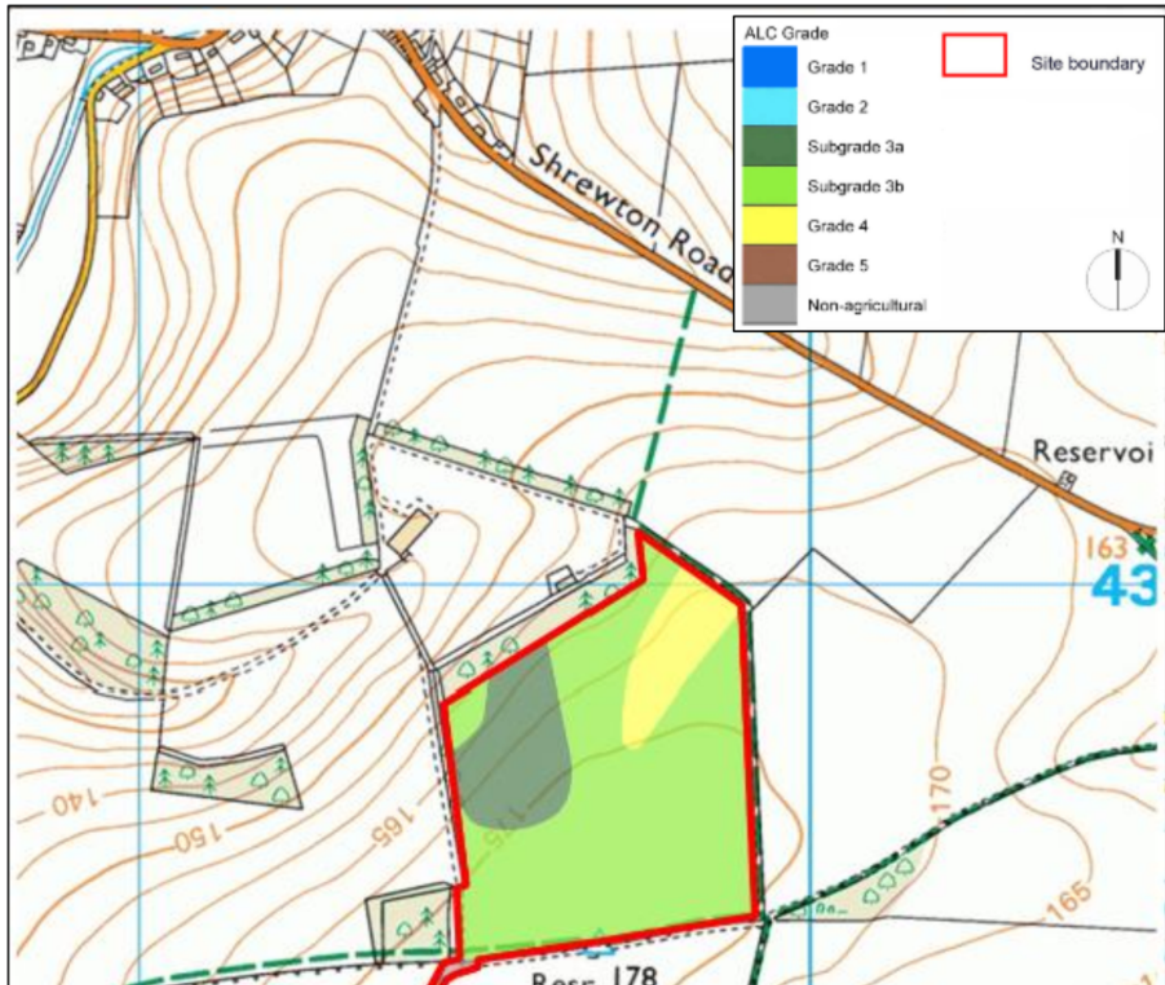 ALC Grade
Grade 1
Grade 2
Subgrade 3a
Subgrade 3b
Grade 4
Grade 5
Non-agricultural
Site boundary
N
Shrewton Road
Reservoi
163
43
170
165
140
150
165
175
Resr 178